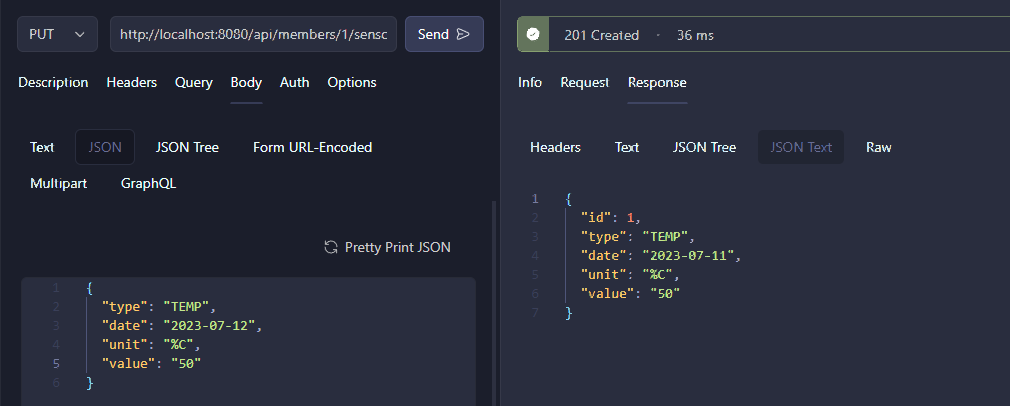 PUT http://localhost:8080/api/members/1/sensc Send
Description Headers Query Body Auth Options
Text JSON JSON Tree Form URL-Encoded
Multipart GraphQL
Pretty Print JSON
1 {
2 "type": "TEMP",
3 "date": "2023-07-12",
4 "unit": "%C",
5 "value": "50"
6 }
201 Created • 36 ms
Info Request Response
Headers Text JSON Tree JSON Text Raw
1 {
2 "id": 1,
3 "type": "TEMP",
4 "date": "2023-07-11",
5 "unit": "%C",
6 "value": "50"
7 }